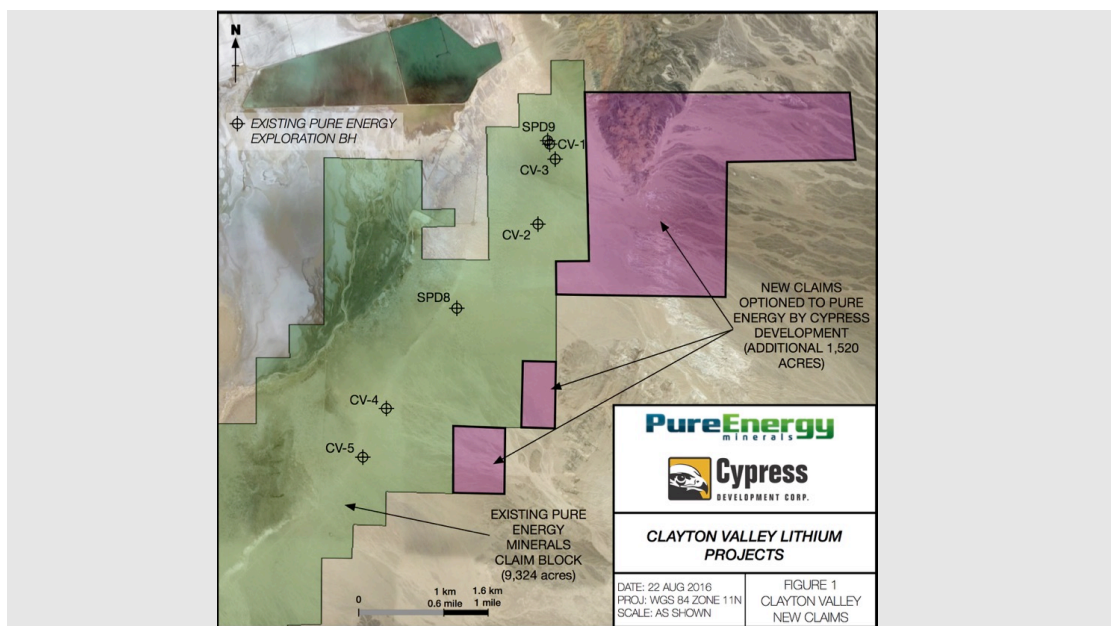 N
EXISTING PURE ENERGY
EXPLORATION BH
SPD9
CV-1
CV-3
CV-2
SPD8
CV-4
CV-5
NEW CLAIMS
OPTIONED TO PURE
ENERGY BY CYPRESS
DEVELOPMENT
(ADDITIONAL 1,520
ACRES)
EXISTING PURE
ENERGY
MINERALS
CLAIM BLOCK
(9,324 acres)
0
1 km
1.6 km
0.6 mile
1 mile
PureEnergy
minerals
Cypress
DEVELOPMENT CORP.
CLAYTON VALLEY LITHIUM
PROJECTS
DATE: 22 AUG 2016
PROJ: WGS 84 ZONE 11N
SCALE: AS SHOWN
FIGURE 1
CLAYTON VALLEY
NEW CLAIMS